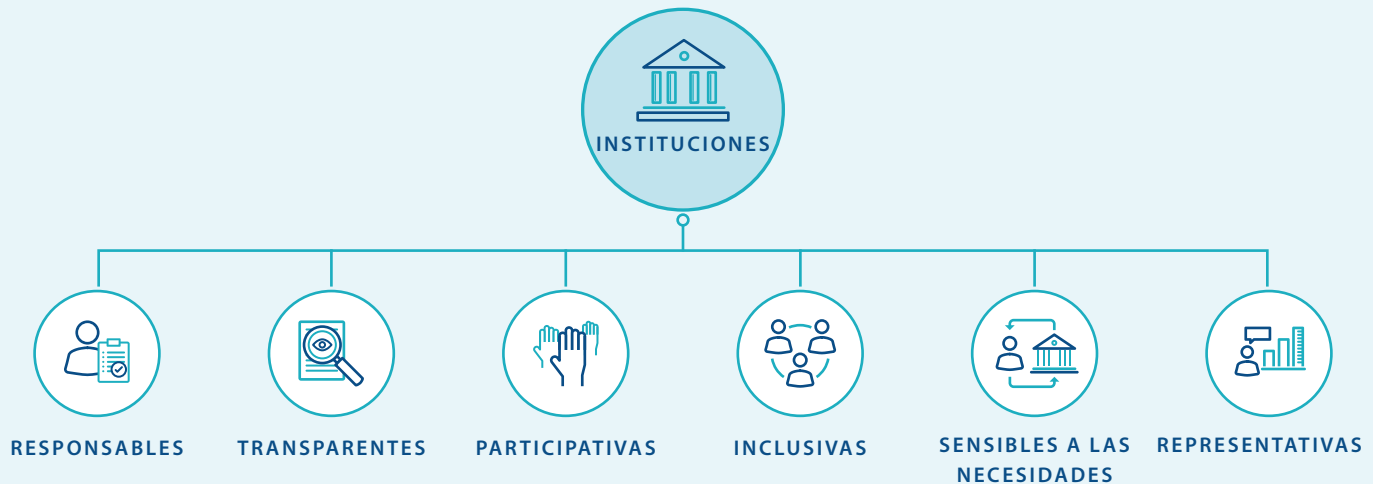 INSTITUCIONES
RESPONSABLES
TRANSPARENTES
PARTICIPATIVAS
INCLUSIVAS
SENSIBLES A LAS
NECESIDADES
REPRESENTATIVAS